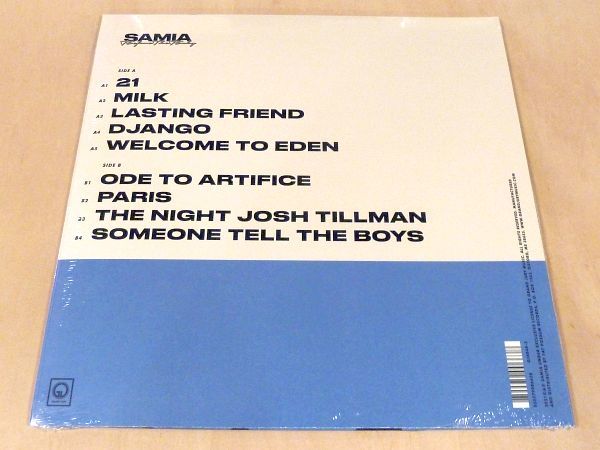 SAMIA
SIDE A
A1 21
A2 MILK
A3 LASTING FRIEND
A4 DJANGO
A5 WELCOME TO EDEN
SIDE B
B1 ODE TO ARTIFICE
B2 PARIS
B3 THE NIGHT JOSH TILLMAN
B4 SOMEONE TELL THE BOYS